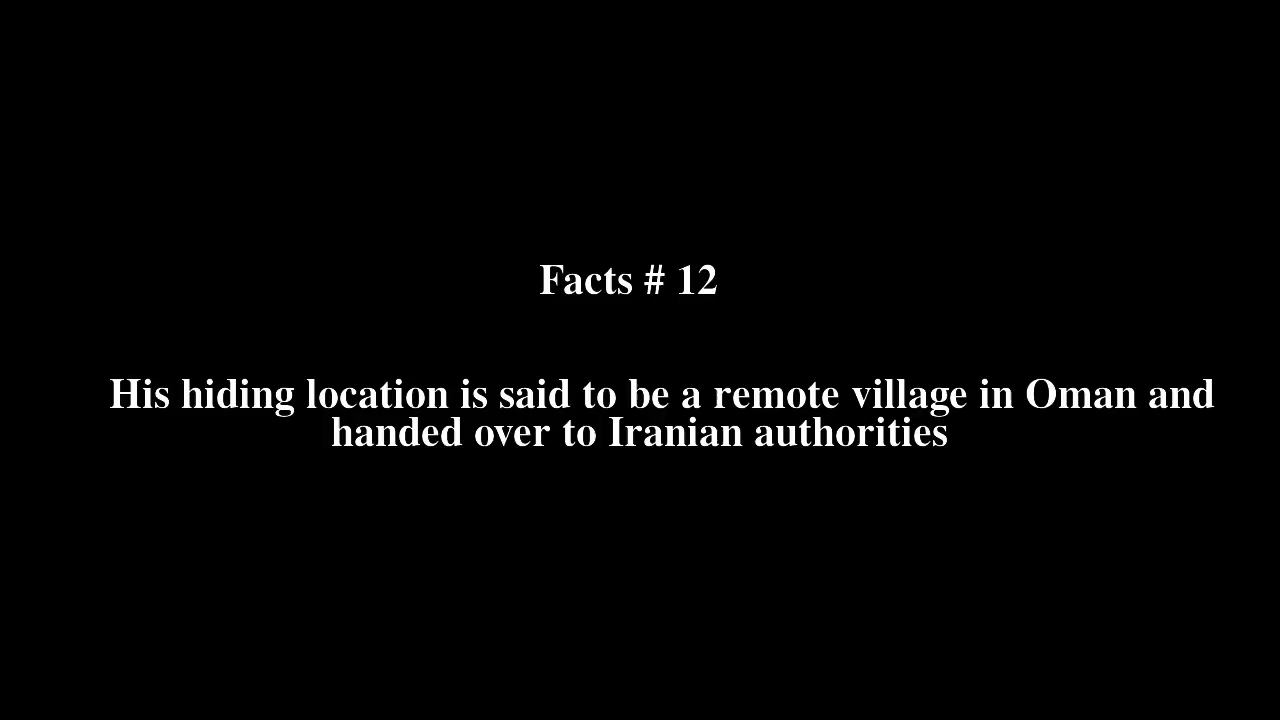 Facts # 12
His hiding location is said to be a remote village in Oman and
handed over to Iranian authorities